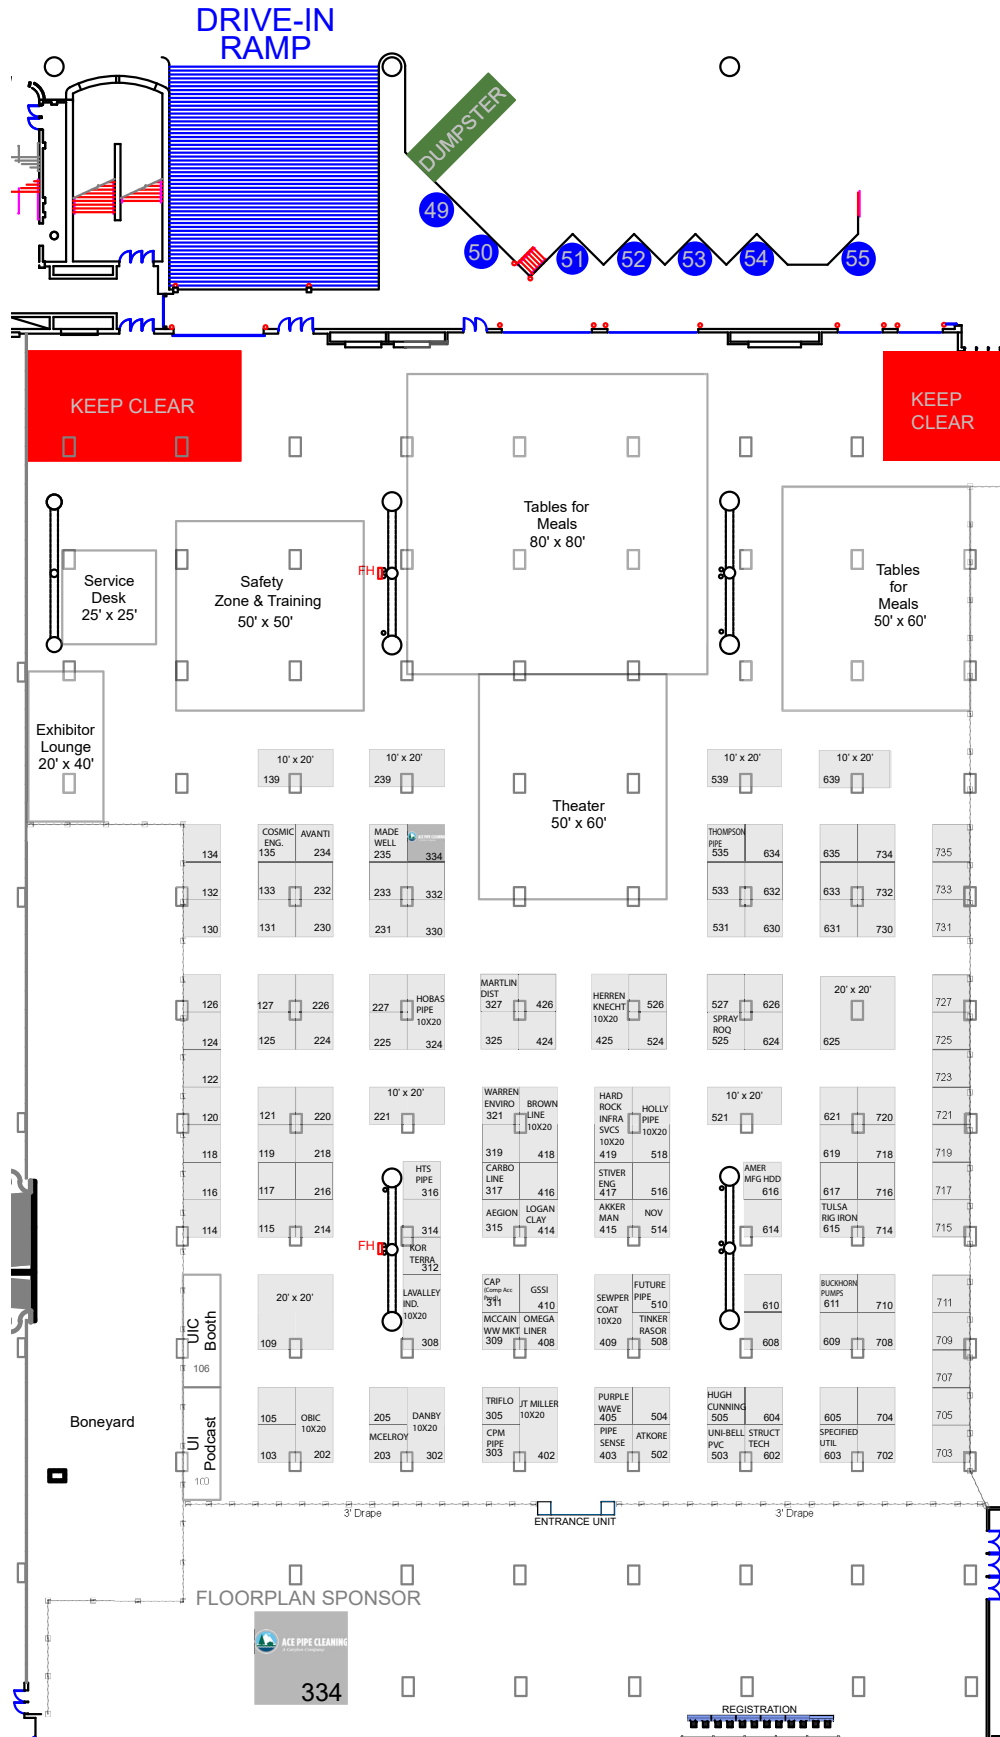 DRIVE-IN
RAMP
DUMPSTER
49
50
51
52
53
54
55
KEEP CLEAR
KEEP
CLEAR
Tables for
Meals
80' x 80'
Service
Desk
25' x 25'
Safety
Zone & Training
50' x 50'
FH
Tables
for
Meals
50' x 60'
Exhibitor
Lounge
20' x 40'
10' x 20'
139
10' x 20'
239
Theater
50' x 60'
10' x 20'
539
10' x 20'
639
134
COSMIC
ENG.
135
AVANTI
234
MADE
WELL
235
ACE PIPE CLEANING
334
THOMPSON
PIPE
535
634
635
734
735
132
133
232
233
332
533
632
633
732
733
130
131
230
231
330
531
630
631
730
731
126
127
226
227
HOBAS
PIPE
10X20
MARTLIN
DIST
327
426
HERREN
KNECHT
10X20
526
527
626
20' x 20'
727
124
125
224
225
324
325
424
425
524
SPRAY
ROQ
525
624
625
725
122
723
120
121
220
10' x 20'
221
WARREN
ENVIRO
321
BROWN
LINE
10X20
HARD
ROCK
INFRA
SVCS
10X20
HOLLY
PIPE
10X20
10' x 20'
521
621
720
721
118
119
218
319
418
419
518
619
718
719
116
117
216
HTS
PIPE
316
CARBO
LINE
317
416
STIVER
ENG
417
516
AMER
MFG HDD
616
617
716
717
114
115
214
314
AEGION
315
LOGAN
CLAY
414
AKKER
MAN
415
NOV
514
614
TULSA
RIG IRON
615
714
715
FH
KOR
TERRA
312
UIC
Booth
106
20' x 20'
109
LAVALLEY
IND.
10X20
308
CAP
(Comp Acc
311
GSSI
410
SEWPER
COAT
10X20
FUTURE
PIPE
510
610
BUCKHORN
PUMPS
611
710
711
MCCAIN
WW MKT
309
OMEGA
LINER
408
409
TINKER
RASOR
508
608
609
708
709
707
Boneyard
UI
Podcast
100
105
OBIC
10X20
205
DANBY
10X20
TRIFLO
305
JT MILLER
10X20
PURPLE
WAVE
405
504
HUGH
CUNNING
505
604
605
704
705
103
202
MCELROY
203
302
CPM
PIPE
303
402
PIPE
SENSE
403
ATKORE
502
UNI-BELL
PVC
503
STRUCT
TECH
602
SPECIFIED
UTIL
603
702
703
3' Drape
ENTRANCE UNIT
3' Drape
FLOORPLAN SPONSOR
ACE PIPE CLEANING
334
REGISTRATION